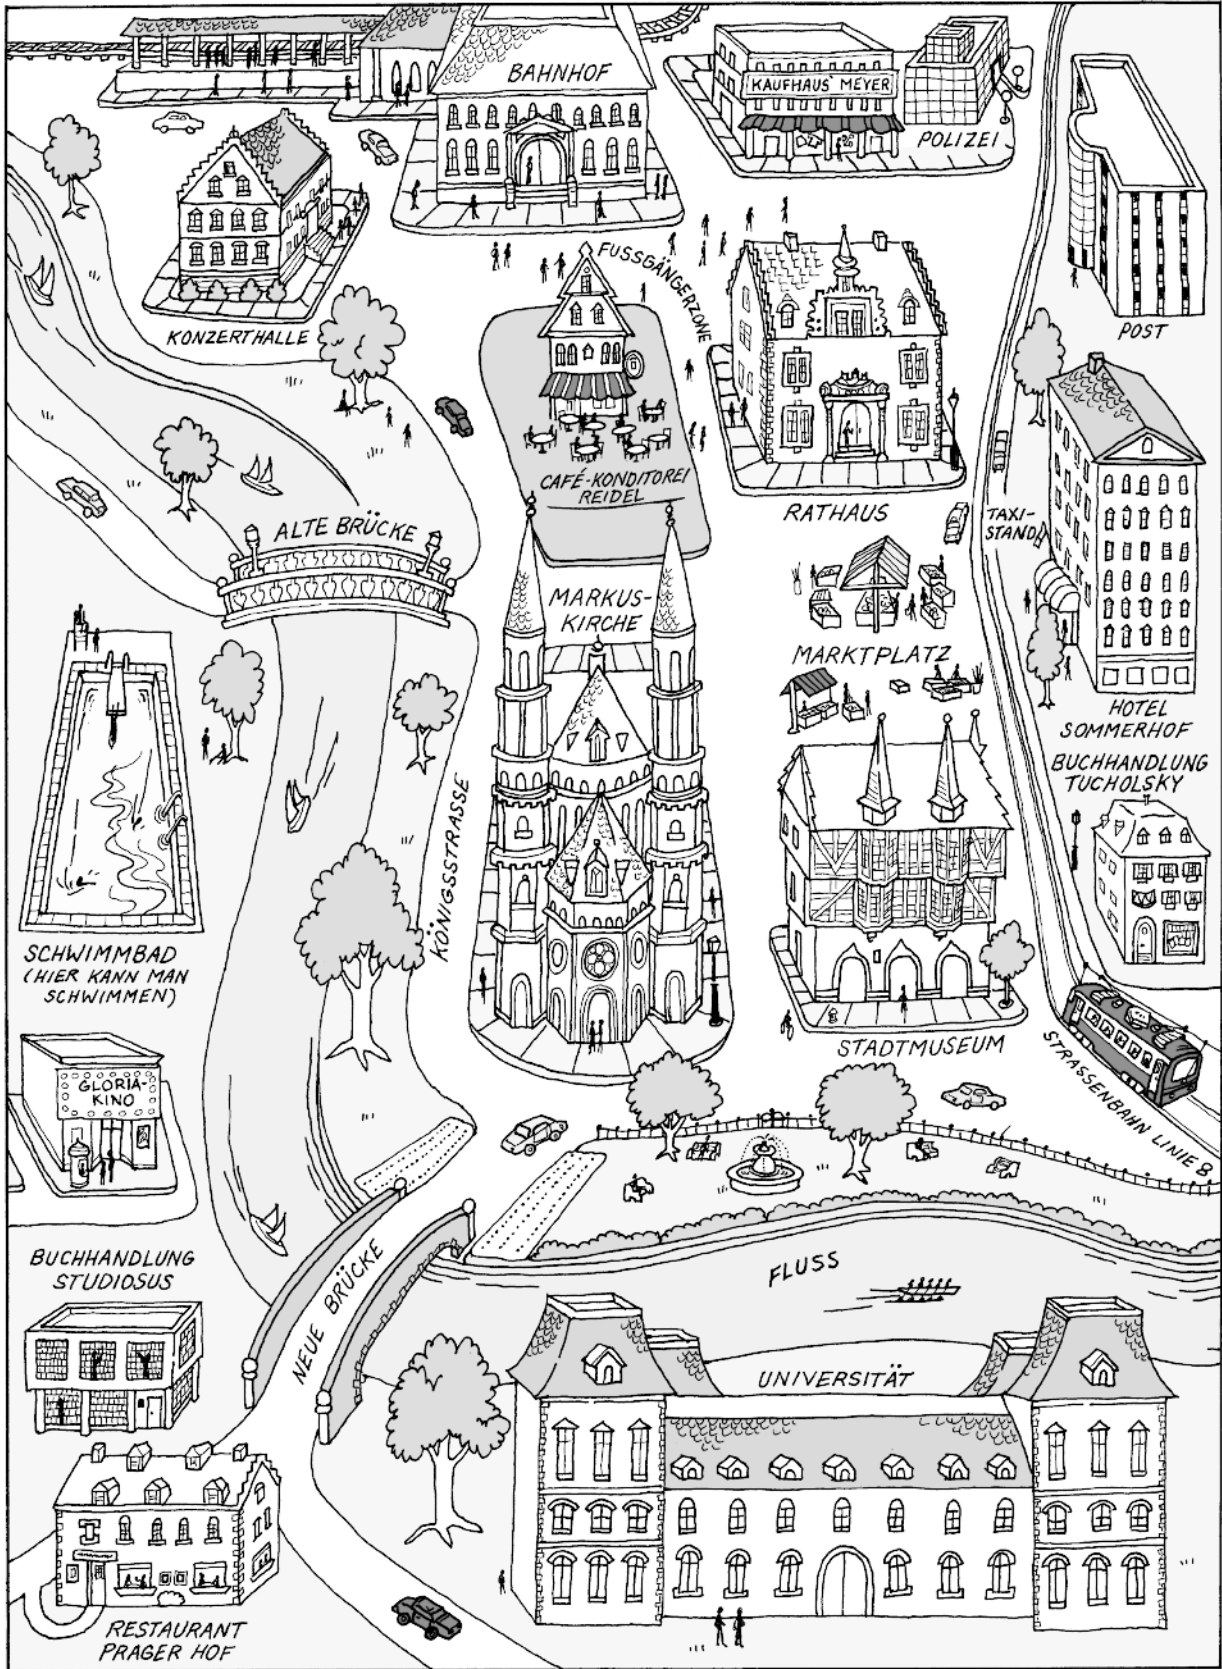 BAHNHOF
KAUFHAUS MEYER
POLIZEI
KONZERTHALLE
FUSSGÄNGERZONE
POST
CAFÉ-KONDITOREI
REIDEL
RATHAUS
ALTE BRÜCKE
TAXI-
STAND
MARKUS-
KIRCHE
MARKTPLATZ
HOTEL
SOMMERHOF
BUCHHANDLUNG
TUCHOLSKY
KÖNIGSSTRASSE
SCHWIMMBAD
(HIER KANN MAN
SCHWIMMEN)
STADTMUSEUM
STRASSENBAHN LINIE 8
GLORIA-
KINO
BUCHHANDLUNG
STUDIOSUS
NEUE BRÜCKE
FLUSS
UNIVERSITÄT
RESTAURANT
PRAGER HOF